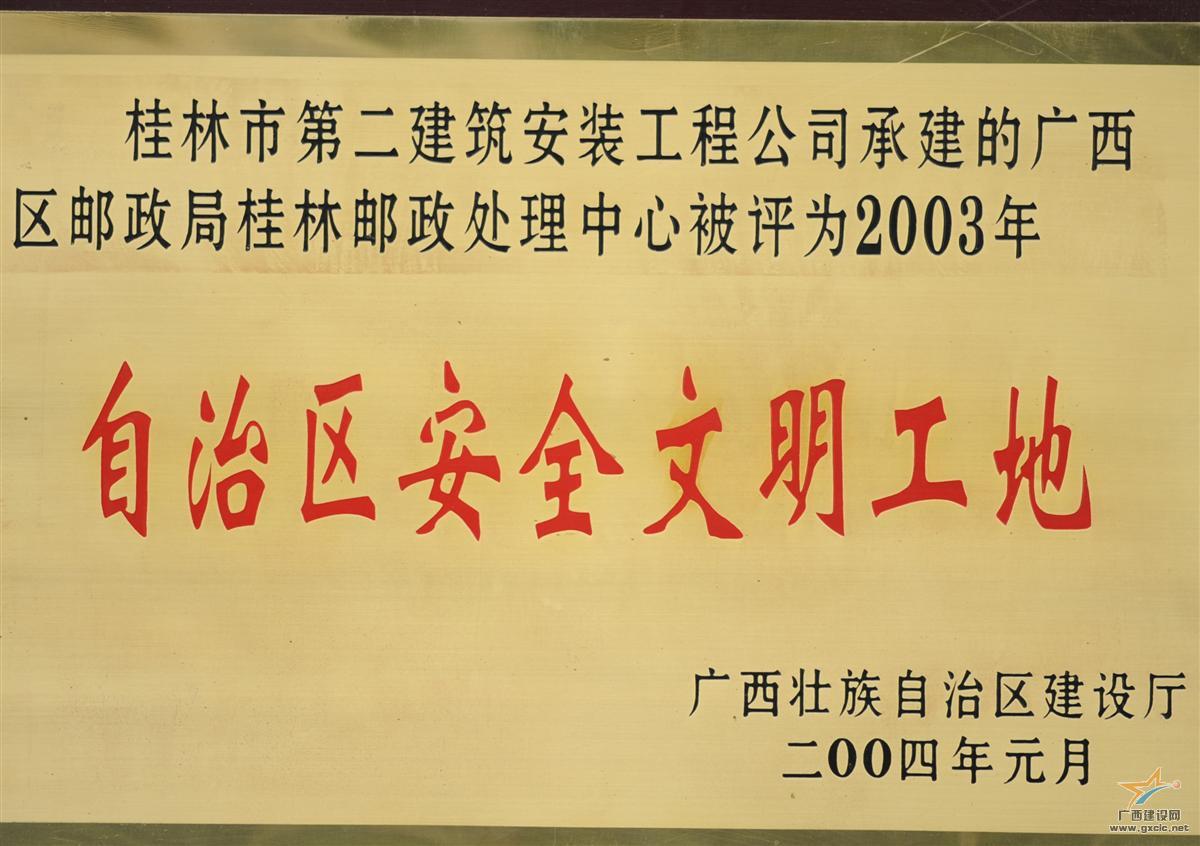 桂林市第二建筑安装工程公司承建的广西
区邮政局桂林邮政处理中心被评为2003年
自治区安全文明工地
广西壮族自治区建设厅
二00四年元月
广西建设网
www.gxcic.net